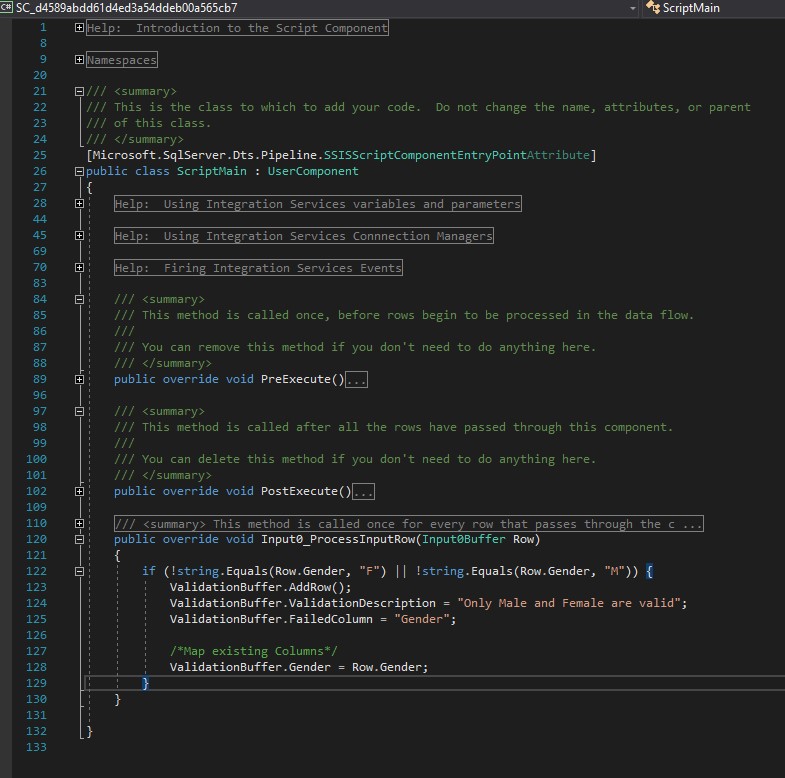 C# SC_d4589abdd61d4ed3a54ddeb00a565cb7 ScriptMain
1 Help:  Introduction to the Script Component
8
9 Namespaces
20
21 /// <summary>
22 /// This is the class to which to add your code.  Do not change the name, attributes, or parent
23 /// of this class.
24 /// </summary>
25 [Microsoft.SqlServer.Dts.Pipeline.SSISScriptComponentEntryPointAttribute]
26 public class ScriptMain : UserComponent
27 {
28 Help:  Using Integration Services variables and parameters
44
45 Help:  Using Integration Services Connnection Managers
69
70 Help:  Firing Integration Services Events
83
84 /// <summary>
85 /// This method is called once, before rows begin to be processed in the data flow.
86 ///
87 /// You can remove this method if you don't need to do anything here.
88 /// </summary>
89 public override void PreExecute()...
96
97 /// <summary>
98 /// This method is called after all the rows have passed through this component.
99 ///
100 /// You can delete this method if you don't need to do anything here.
101 /// </summary>
102 public override void PostExecute()...
109
110 /// <summary> This method is called once for every row that passes through the c ...
120 public override void Input0_ProcessInputRow(Input0Buffer Row)
121 {
122 if (!string.Equals(Row.Gender, "F") || !string.Equals(Row.Gender, "M")) {
123 ValidationBuffer.AddRow();
124 ValidationBuffer.ValidationDescription = "Only Male and Female are valid";
125 ValidationBuffer.FailedColumn = "Gender";
126
127 /*Map existing Columns*/
128 ValidationBuffer.Gender = Row.Gender;
129 }
130 }
131
132 }
133